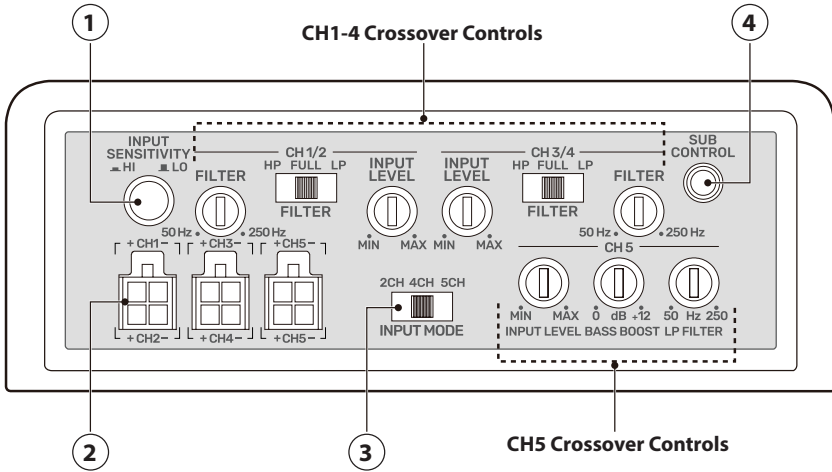 1
CH1-4 Crossover Controls
4
INPUT
SENSITIVITY
HI LO
FILTER
50 Hz 250 Hz
CH 1/2
HP FULL LP
FILTER
INPUT
LEVEL
MIN MAX
INPUT
LEVEL
MIN MAX
CH 3/4
HP FULL LP
FILTER
FILTER
50 Hz 250 Hz
SUB
CONTROL
+ CH1 −
+ CH2 −
+ CH3 −
+ CH4 −
+ CH5 −
+ CH5 −
2CH 4CH 5CH
INPUT MODE
CH 5
MIN MAX
INPUT LEVEL
0 dB +12
BASS BOOST
50 Hz 250
LP FILTER
2
3
CH5 Crossover Controls